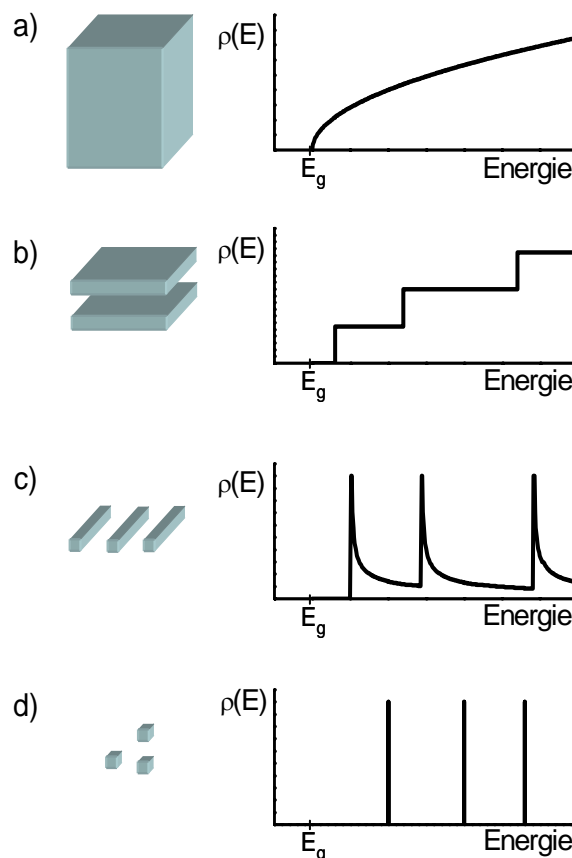 a)
ρ(E)
E_g
Energie
b)
ρ(E)
E_g
Energie
c)
ρ(E)
E_g
Energie
d)
ρ(E)
E_g
Energie